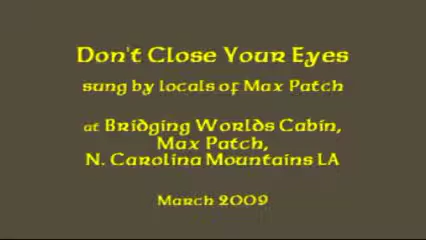 Don't Close Your Eyes
sung by locals of Max Patch
at Bridging Worlds Cabin,
Max Patch,
N. Carolina Mountains LA
March 2009